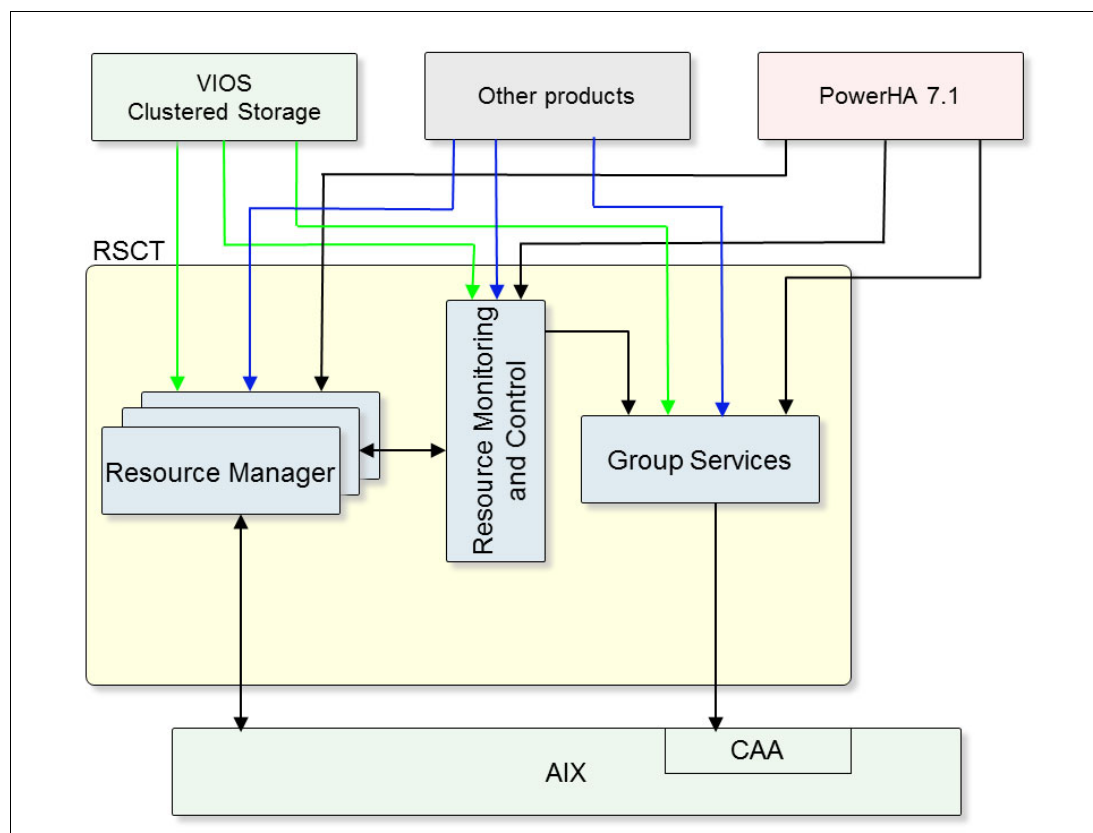 VIOS
Clustered Storage
Other products
PowerHA 7.1
RSCT
Resource Monitoring
and Control
Resource Manager
Group Services
CAA
AIX